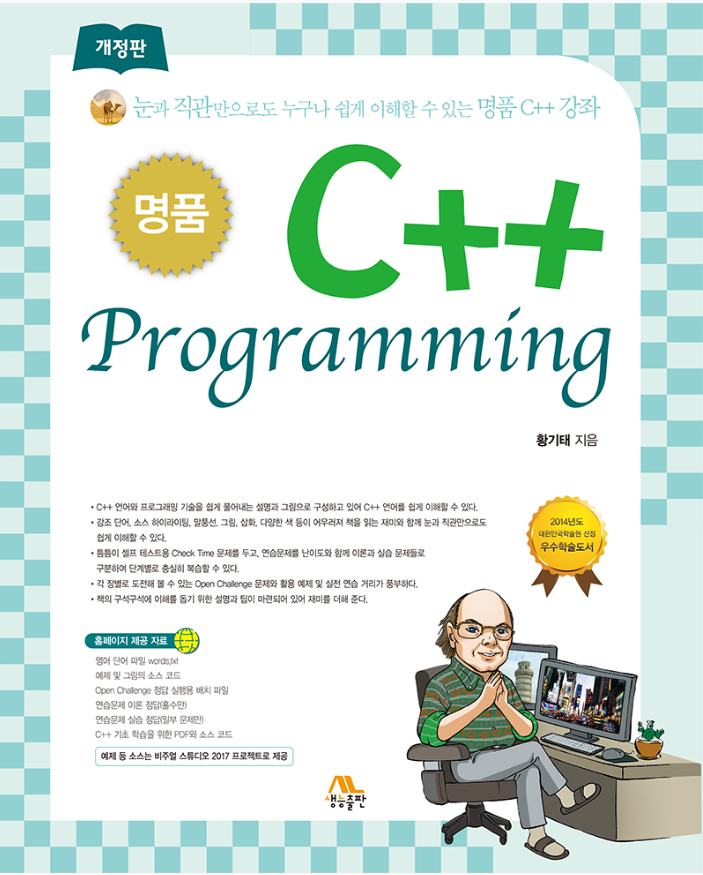 개정판
눈과 직관만으로도 누구나 쉽게 이해할 수 있는 명품 C++ 강좌
명품
C++
Programming
황기태 지음
• C++ 언어와 프로그래밍 기술을 쉽게 풀어내는 설명과 그림으로 구성하고 있어 C++ 언어를 쉽게 이해할 수 있다.
• 강조 단어, 소스 하이라이팅, 말풍선, 그림, 삽화, 다양한 색 등이 어우러져 책을 읽는 재미와 함께 눈과 직관만으로도
쉽게 이해할 수 있다.
• 틈틈이 셀프 테스트용 Check Time 문제를 두고, 연습문제를 난이도와 함께 이론과 실습 문제들로
구분하여 단계별로 충실히 복습할 수 있다.
• 각 장별로 도전해 볼 수 있는 Open Challenge 문제와 활용 예제 및 실전 연습 거리가 풍부하다.
• 책의 구석구석에 이해를 돕기 위한 설명과 팁이 마련되어 있어 재미를 더해 준다.
2014년도
대한민국학술원 선정
우수학술도서
홈페이지 제공 자료
영어 단어 파일 words.txt
예제 및 그림의 소스 코드
Open Challenge 정답 실행용 배치 파일
연습문제 이론 정답(홀수만)
연습문제 실습 정답(일부 문제만)
C++ 기초 학습을 위한 PDF와 소스 코드
예제 등 소스는 비주얼 스튜디오 2017 프로젝트로 제공
생능출판